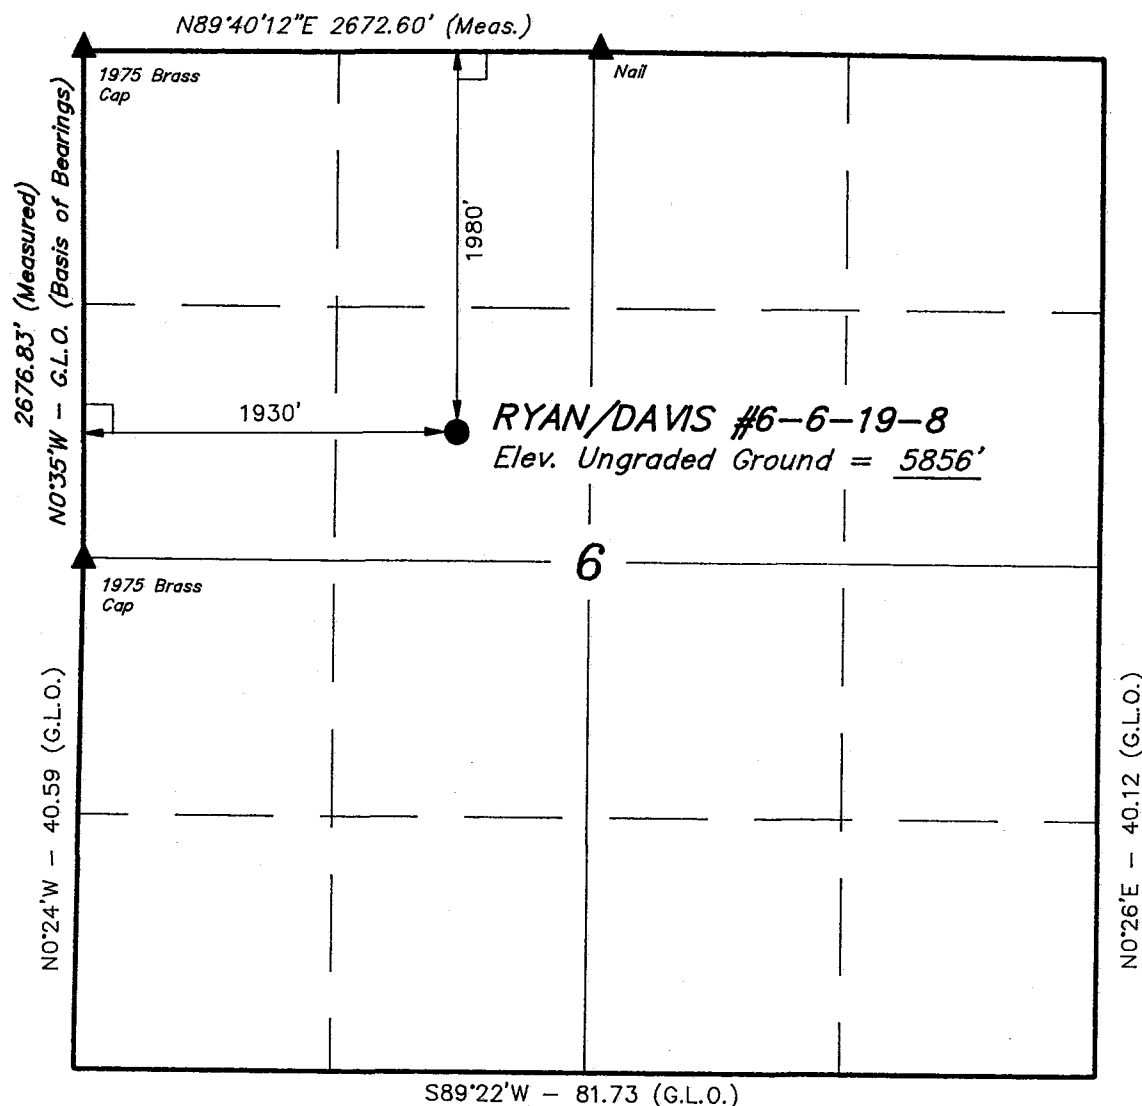 N89°40'12"E 2672.60' (Meas.)
1975 Brass
Cap
Nail
2676.83' (Measured)
N0°35'W - G.L.O. (Basis of Bearings)
1980'
1930'
RYAN/DAVIS #6-6-19-8
Elev. Ungraded Ground = 5856'
6
1975 Brass
Cap
N0°24'W - 40.59 (G.L.O.)
N0°26'E - 40.12 (G.L.O.)
S89°22'W - 81.73 (G.L.O.)